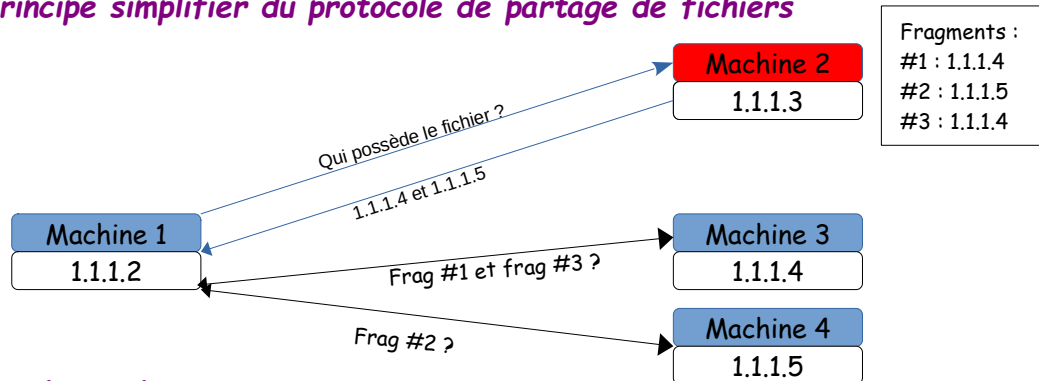 rincipe simplifier du protocole de partage de fichiers
Fragments :
#1 : 1.1.1.4
#2 : 1.1.1.5
#3 : 1.1.1.4
Machine 2
1.1.1.3
Qui possède le fichier ?
1.1.1.4 et 1.1.1.5
Machine 1
1.1.1.2
Machine 3
1.1.1.4
Frag #1 et frag #3 ?
Machine 4
1.1.1.5
Frag #2 ?